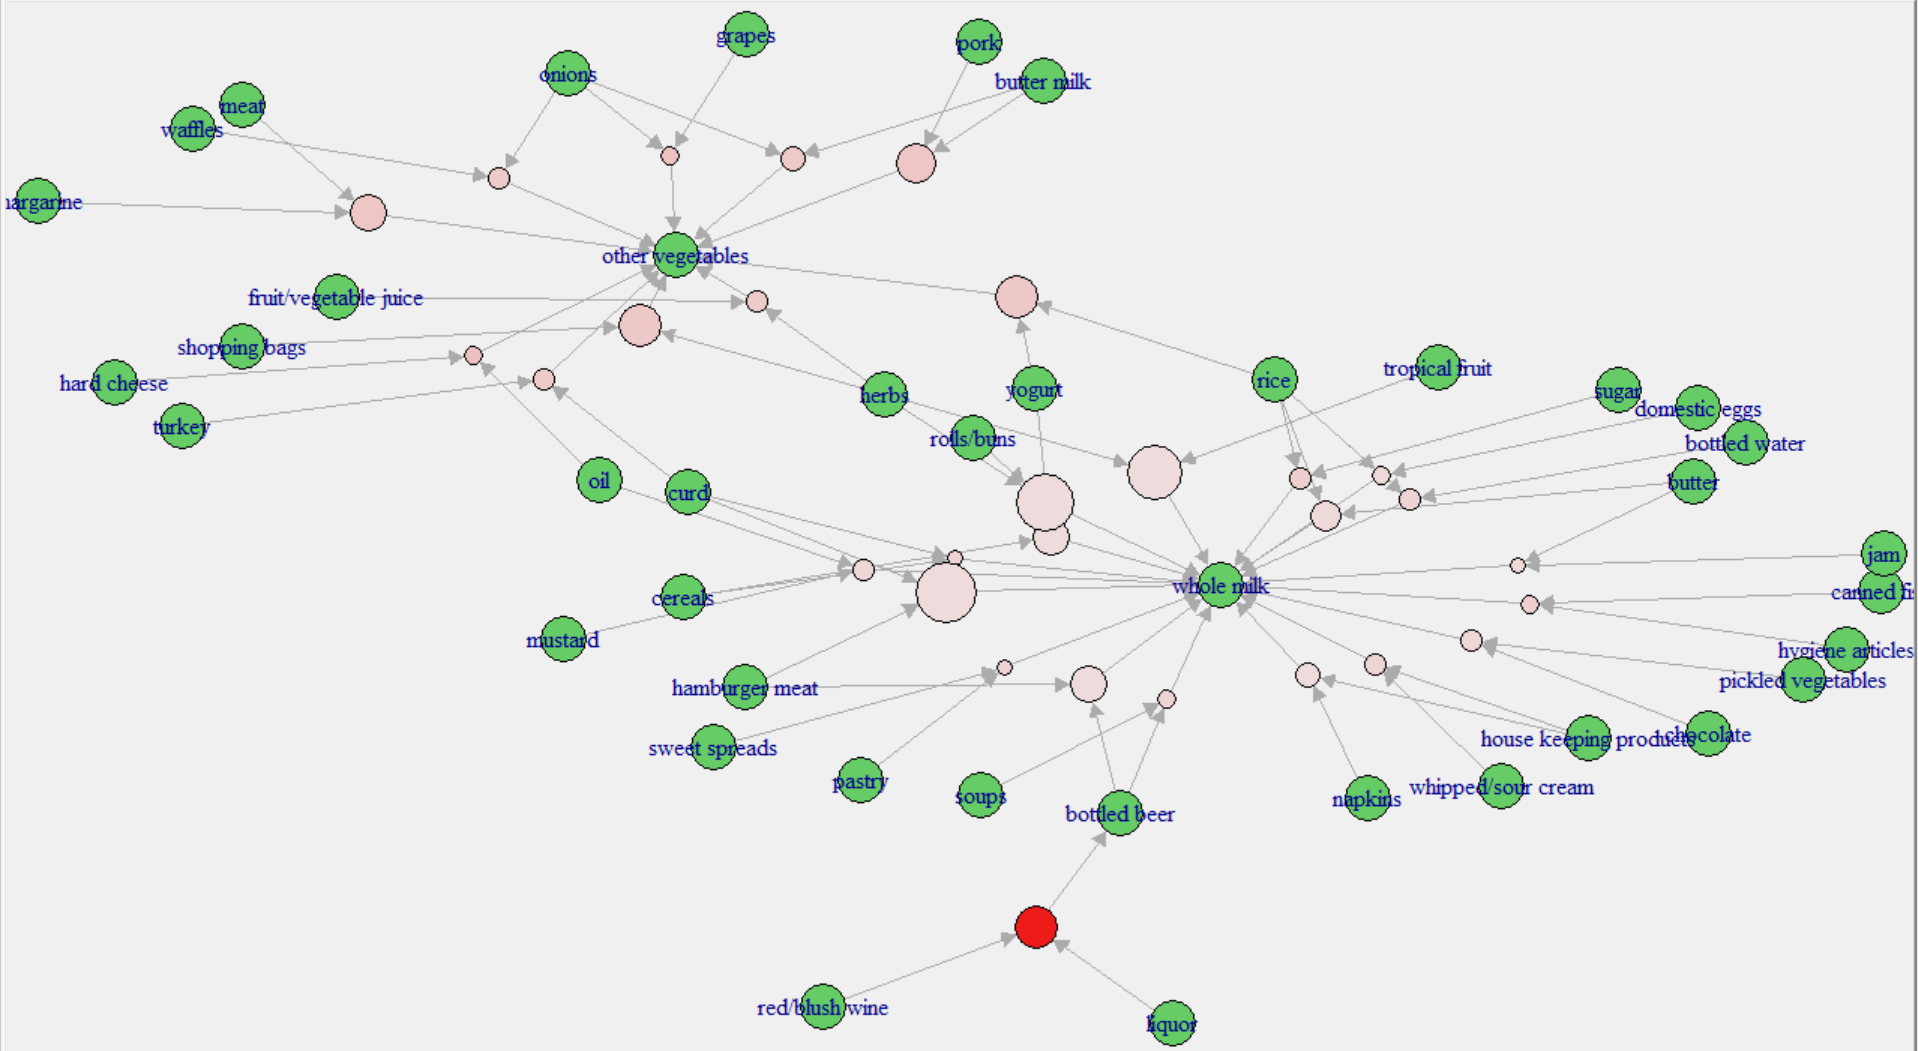 grapes
pork
onions
butter milk
meat
waffles
nargarine
other vegetables
fruit/vegetable juice
shopping bags
hard cheese
turkey
herbs
yogurt
rice
tropical fruit
sugar
domestic eggs
bottled water
rolls/buns
oil
curd
butter
jam
canned fi
whole milk
cereals
mustard
hygiene articles
pickled vegetables
hamburger meat
sweet spreads
house keeping products
chocolate
pastry
soups
napkins
whipped/sour cream
bottled beer
red/blush wine
liquor